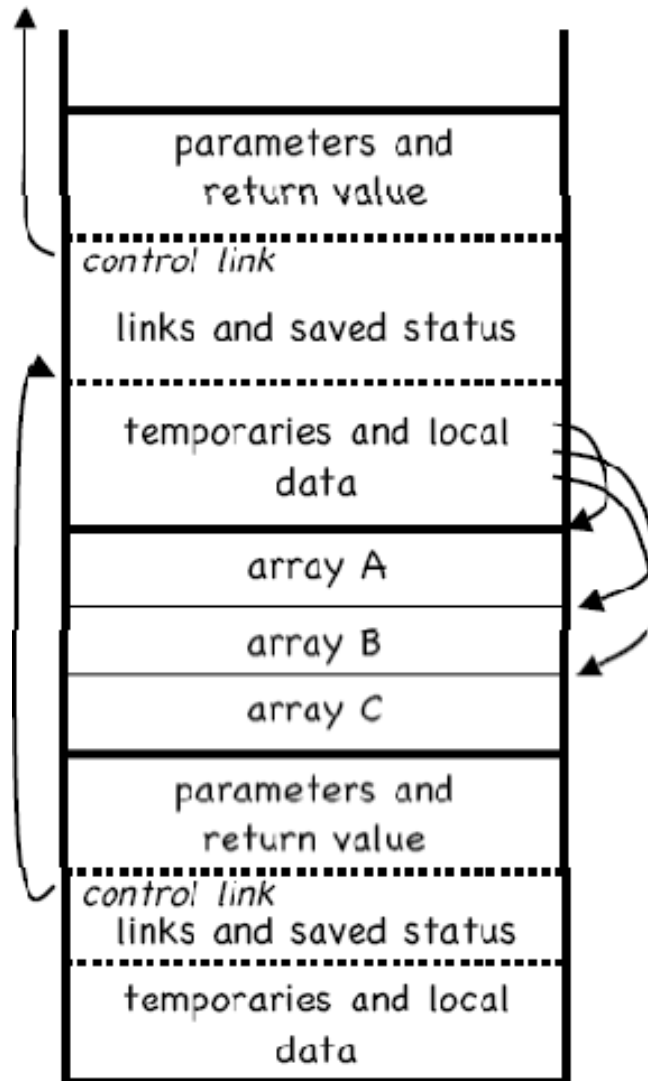 parameters and
return value
control link
links and saved status
temporaries and local
data
array A
array B
array C
parameters and
return value
control link
links and saved status
temporaries and local
data